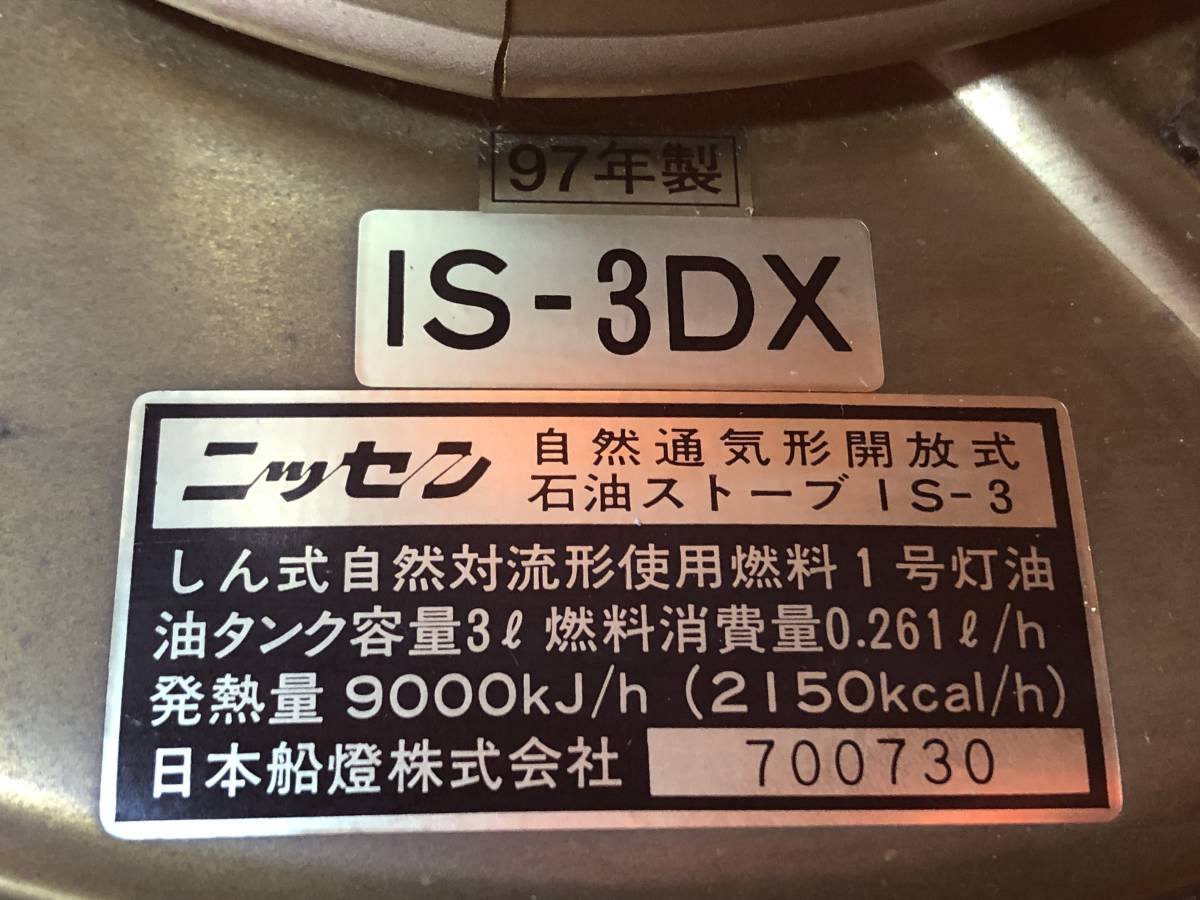 97年製
IS-3DX
ニッセン 自然通気形開放式
石油ストーブ IS-3
しん式自然対流形使用燃料1号灯油
油タンク容量3ℓ 燃料消費量0.261ℓ/h
発熱量 9000kJ/h (2150kcal/h)
日本船燈株式会社 700730